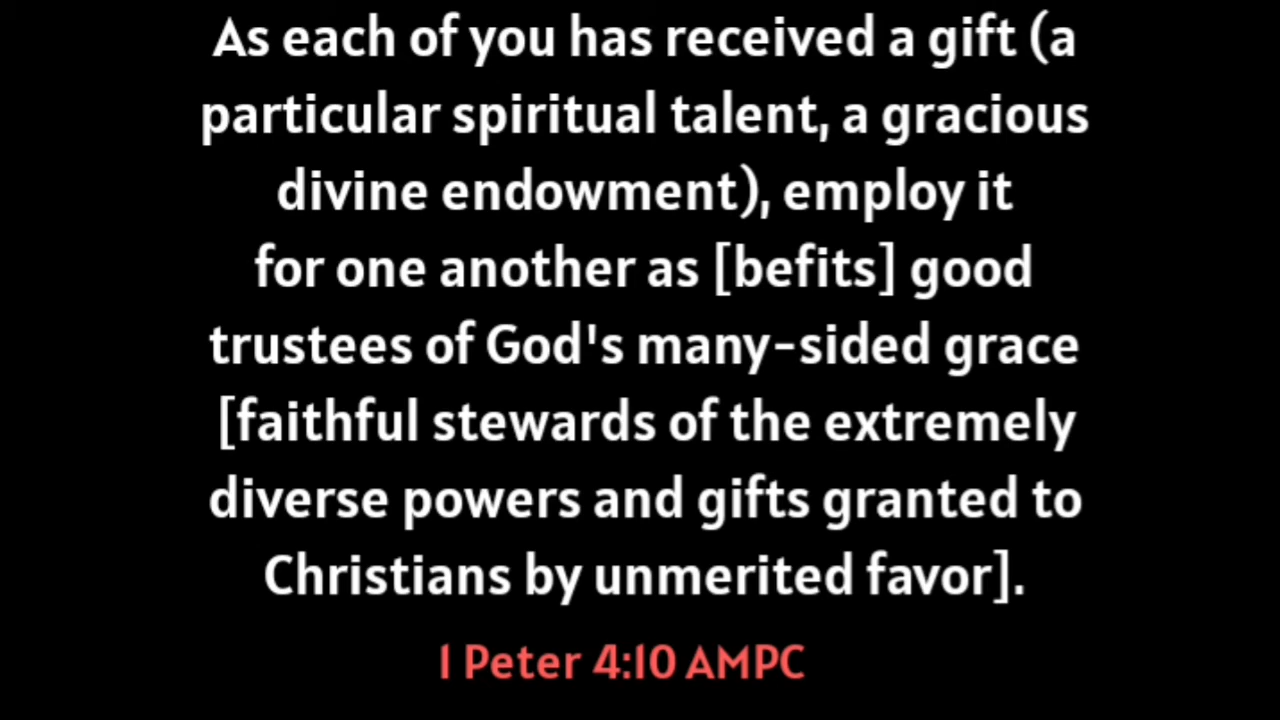 As each of you has received a gift (a
particular spiritual talent, a gracious
divine endowment), employ it
for one another as [befits] good
trustees of God's many-sided grace
[faithful stewards of the extremely
diverse powers and gifts granted to
Christians by unmerited favor].
1 Peter 4:10 AMPC